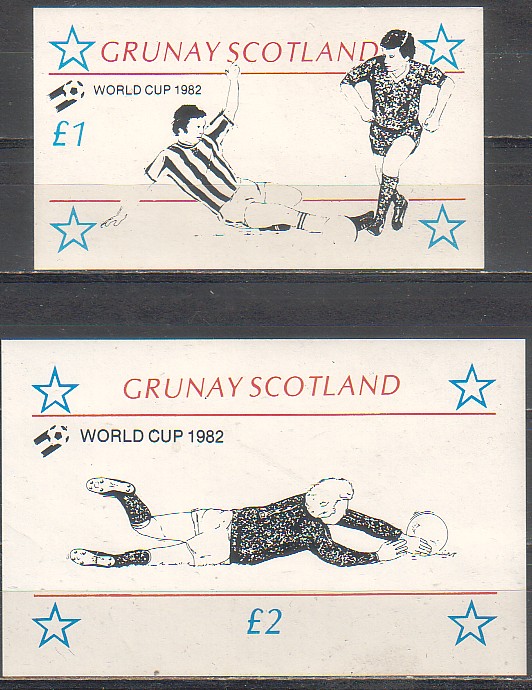 GRUNAY SCOTLAND
WORLD CUP 1982
£1
GRUNAY SCOTLAND
WORLD CUP 1982
£2